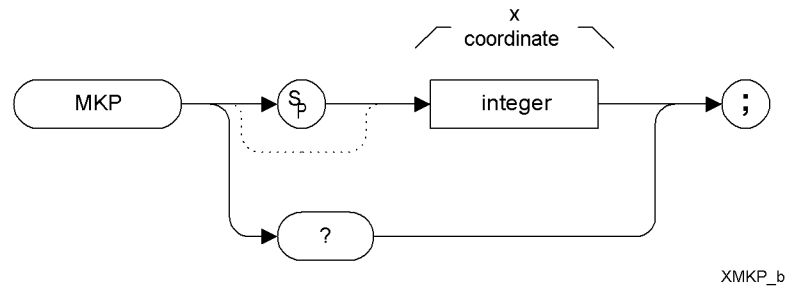 x
coordinate
MKP
SP
integer
;
?
XMKP_b